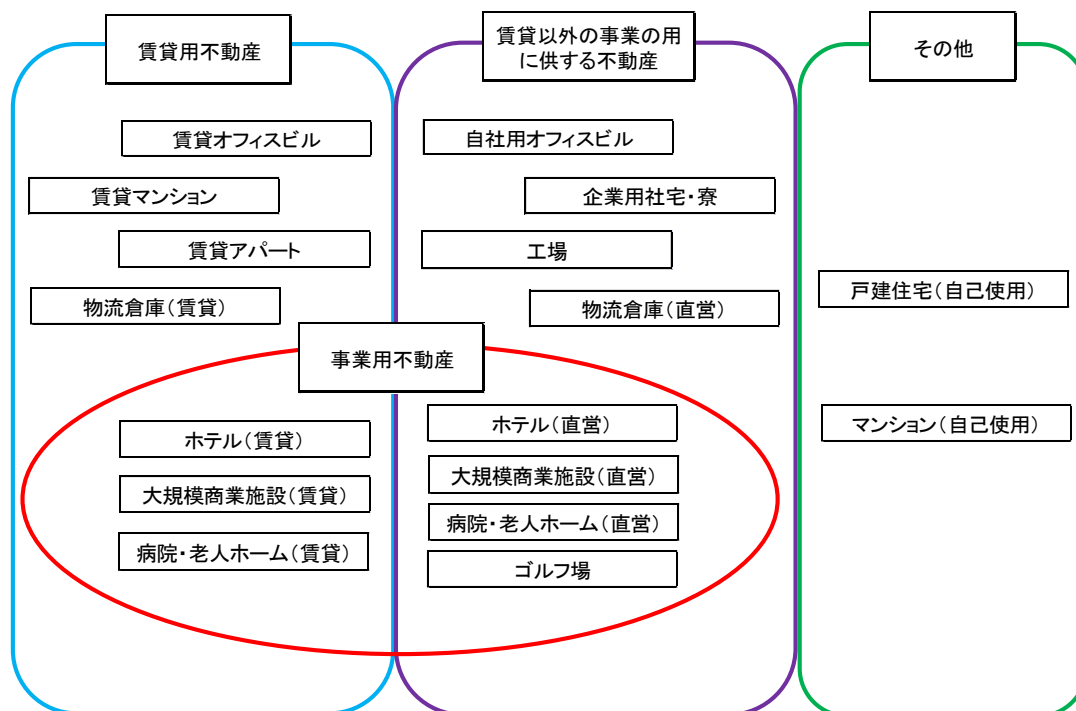 賃貸用不動産
賃貸オフィスビル
賃貸マンション
賃貸アパート
物流倉庫(賃貸)
賃貸以外の事業の用
に供する不動産
自社用オフィスビル
企業用社宅・寮
工場
物流倉庫(直営)
事業用不動産
ホテル(賃貸)
大規模商業施設(賃貸)
病院・老人ホーム(賃貸)
ホテル(直営)
大規模商業施設(直営)
病院・老人ホーム(直営)
ゴルフ場
その他
戸建住宅(自己使用)
マンション(自己使用)